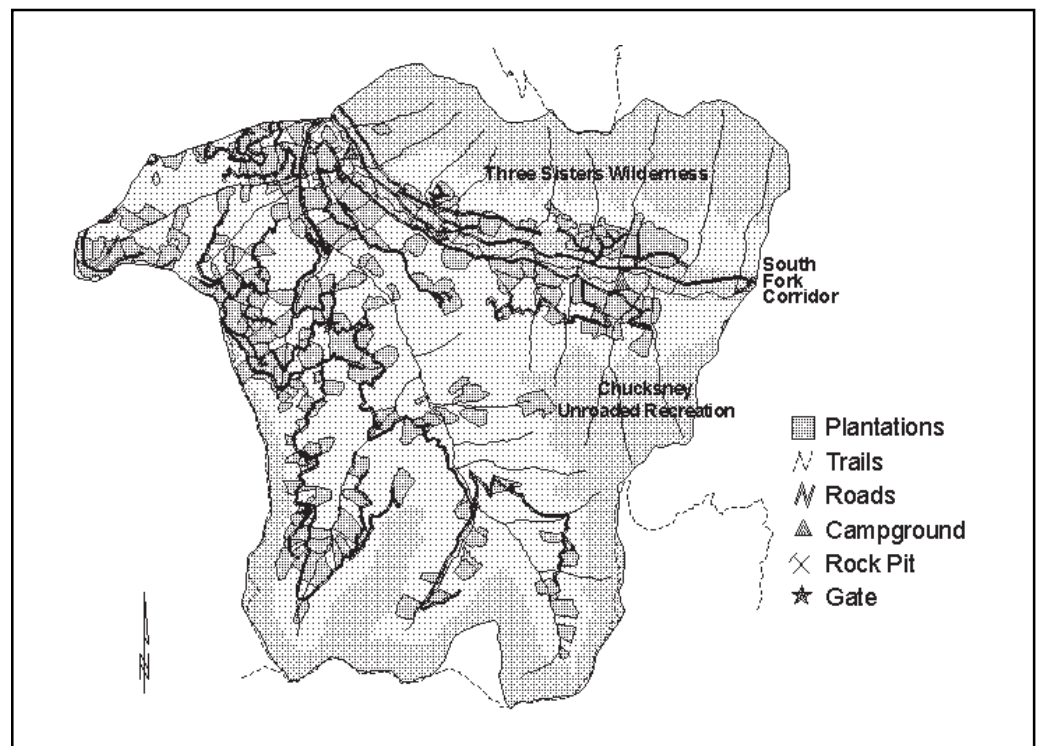 Three Sisters Wilderness
South
Fork
Corridor
Chucksney
Unroaded Recreation
Plantations
Trails
Roads
Campground
Rock Pit
Gate
N